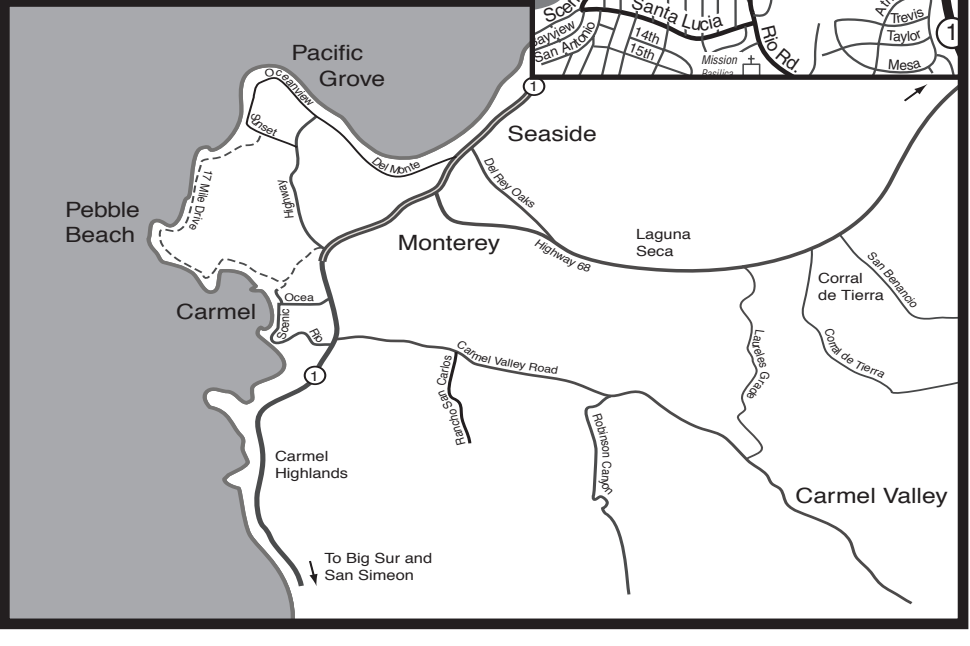 Santa Lucia
14th
15th
San Antonio
Mission
Rio Rd.
Trevis
Taylor
Mesa
1
Pacific
Grove
Oceanview
Sunset
Del Monte
1
Seaside
17 Mile Drive
Highway
Del Rey Oaks
Pebble
Beach
Monterey
Highway 68
Laguna
Seca
San Benancio
Corral
de Tierra
Corral de Tierra
Carmel
Ocea
Scenic
Rio
1
Carmel Valley Road
Rancho San Carlos
Laureles Grade
Robinson Canyon
Carmel
Highlands
Carmel Valley
To Big Sur and
San Simeon